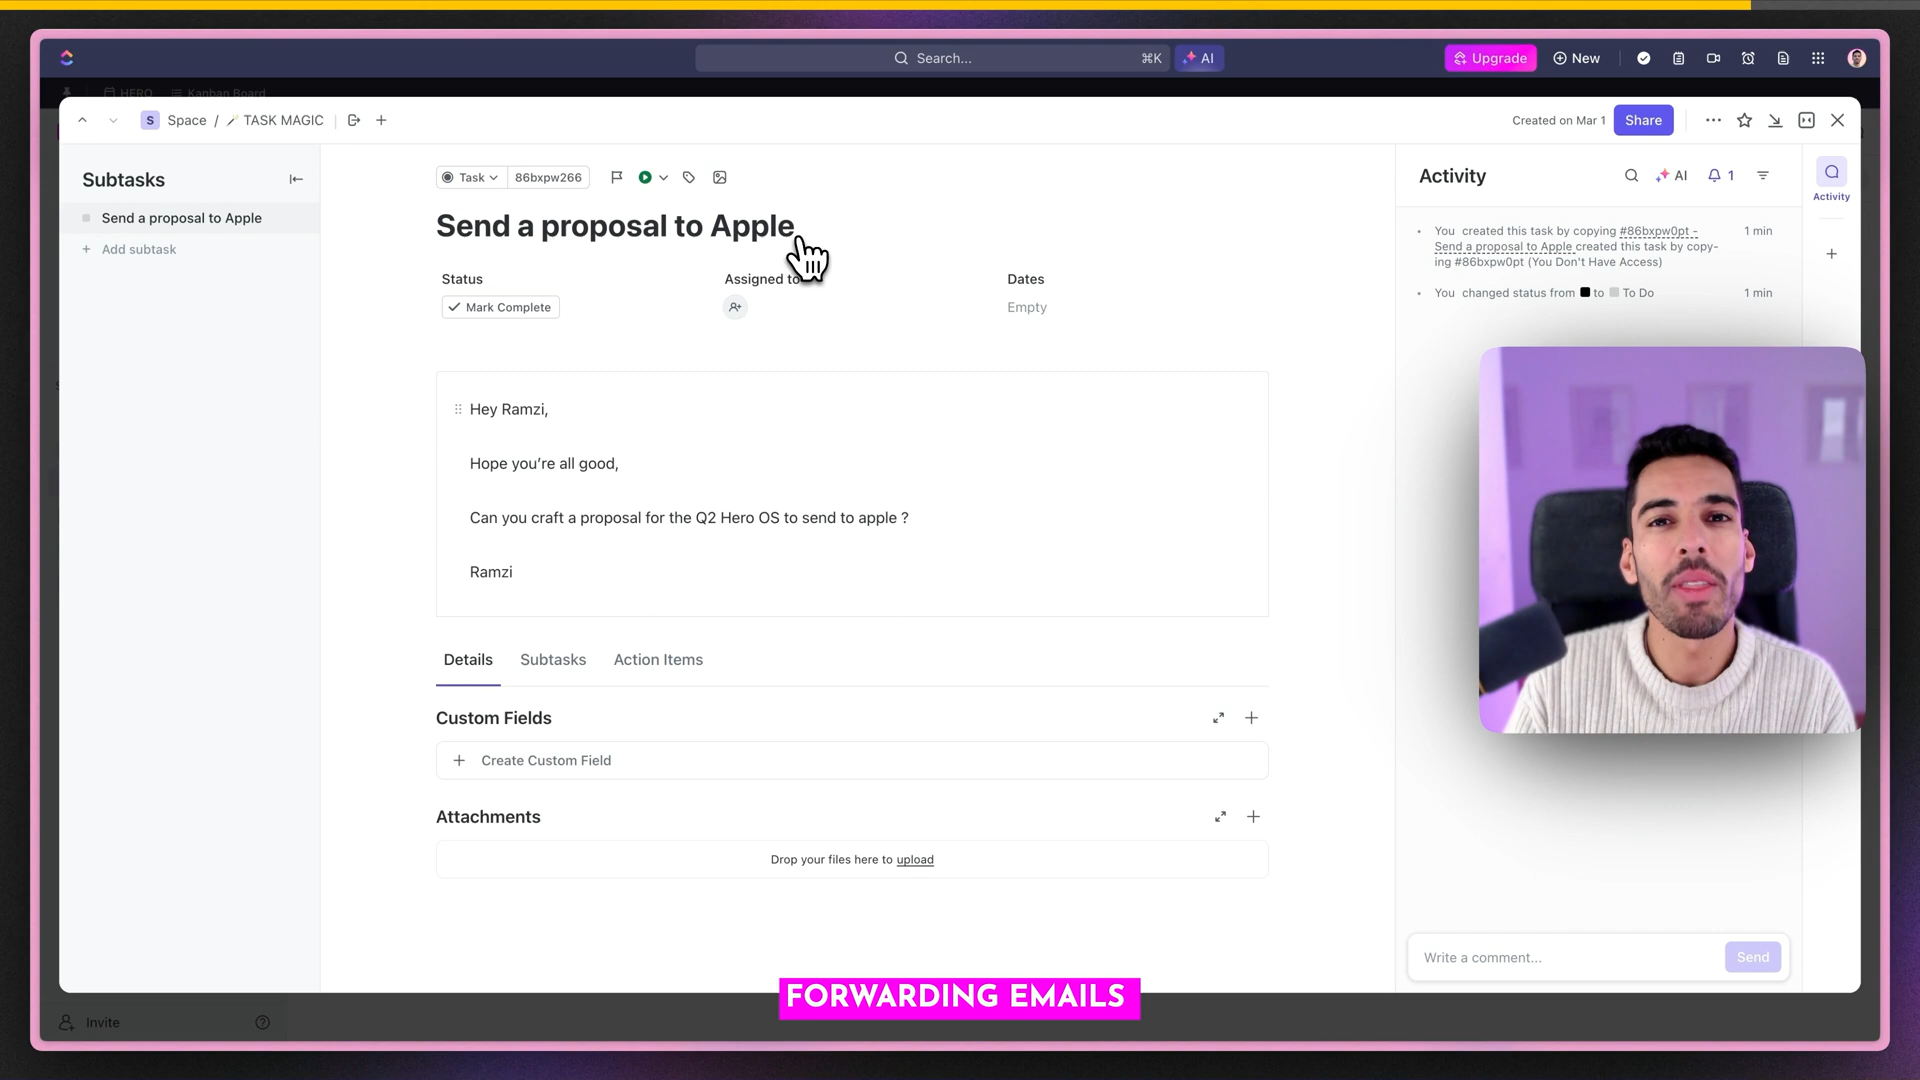 Search...
⌘K
AI
Upgrade
New
HERO
Kanban Board
S
Space / TASK MAGIC
Created on Mar 1
Share
Subtasks
Send a proposal to Apple
Add subtask
Task
86bxpw266
Send a proposal to Apple
Status
Assigned to
Dates
Mark Complete
Empty
Hey Ramzi,
Hope you're all good,
Can you craft a proposal for the Q2 Hero OS to send to apple ?
Ramzi
Details
Subtasks
Action Items
Custom Fields
Create Custom Field
Attachments
Drop your files here to upload
Activity
AI
1
Activity
You created this task by copying #86bxpw0pt -
Send a proposal to Apple created this task by copy-
ing #86bxpw0pt (You Don't Have Access)
1 min
You changed status from to To Do
1 min
Write a comment...
Send
FORWARDING EMAILS
Invite